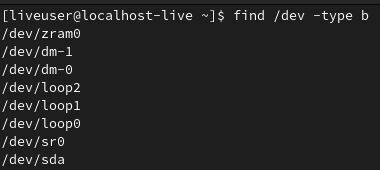 [liveuser@localhost-live ~]$ find /dev -type b
/dev/zram0
/dev/dm-1
/dev/dm-0
/dev/loop2
/dev/loop1
/dev/loop0
/dev/sr0
/dev/sda